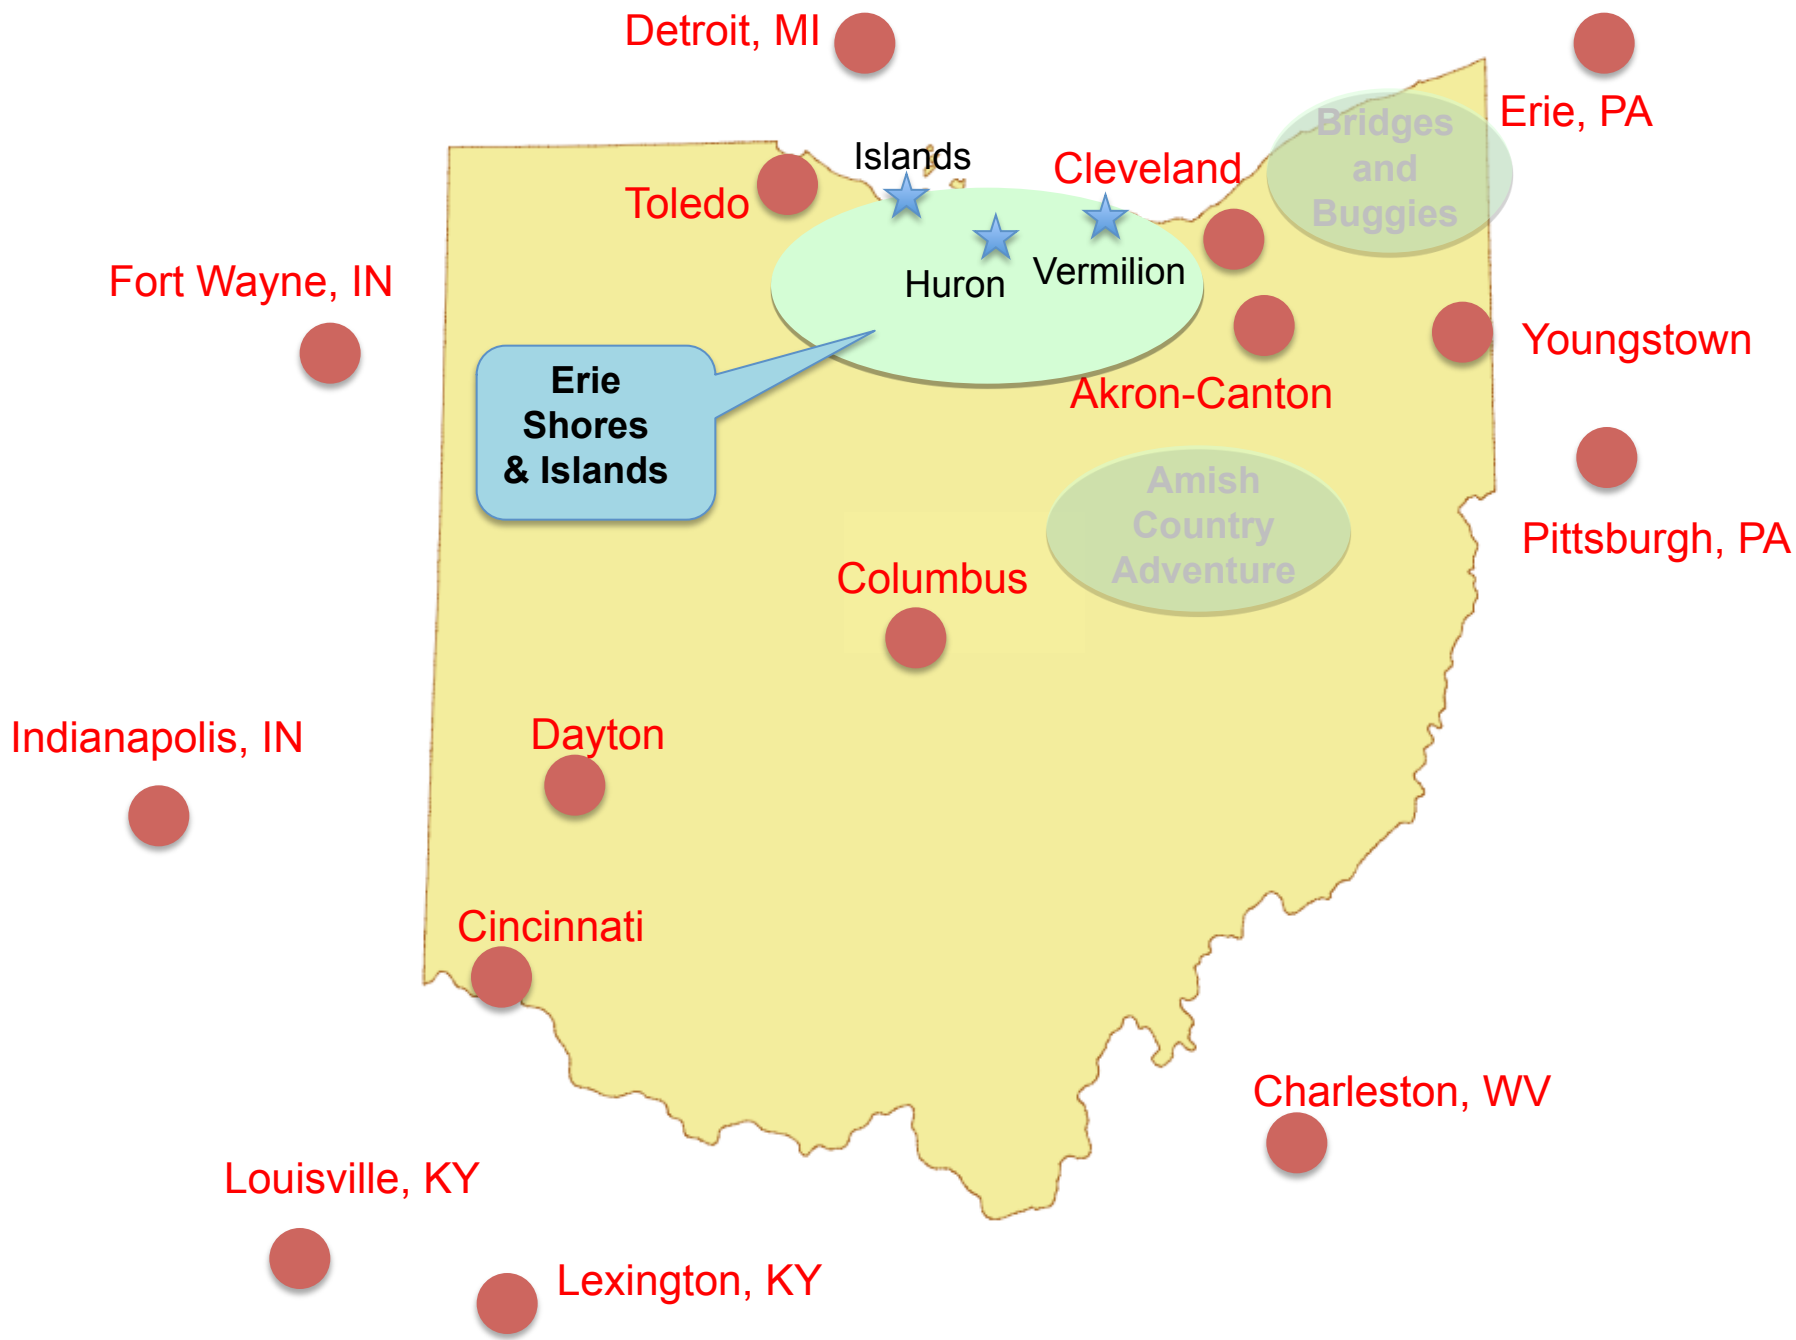 Detroit, MI
Erie, PA
Bridges
and
Buggies
Islands
Cleveland
Toledo
Fort Wayne, IN
Huron
Vermilion
Youngstown
Erie
Shores
& Islands
Akron-Canton
Amish
Country
Adventure
Pittsburgh, PA
Columbus
Indianapolis, IN
Dayton
Cincinnati
Charleston, WV
Louisville, KY
Lexington, KY